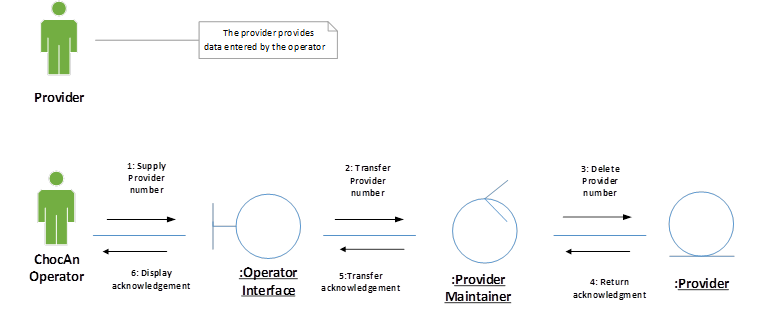 The provider provides
data entered by the operator
Provider
1: Supply
Provider
number
2: Transfer
Provider
number
3: Delete
Provider
number
ChocAn
Operator
6: Display
acknowledgement
:Operator
Interface
5:Transfer
acknowledgement
:Provider
Maintainer
4: Return
acknowledgment
:Provider